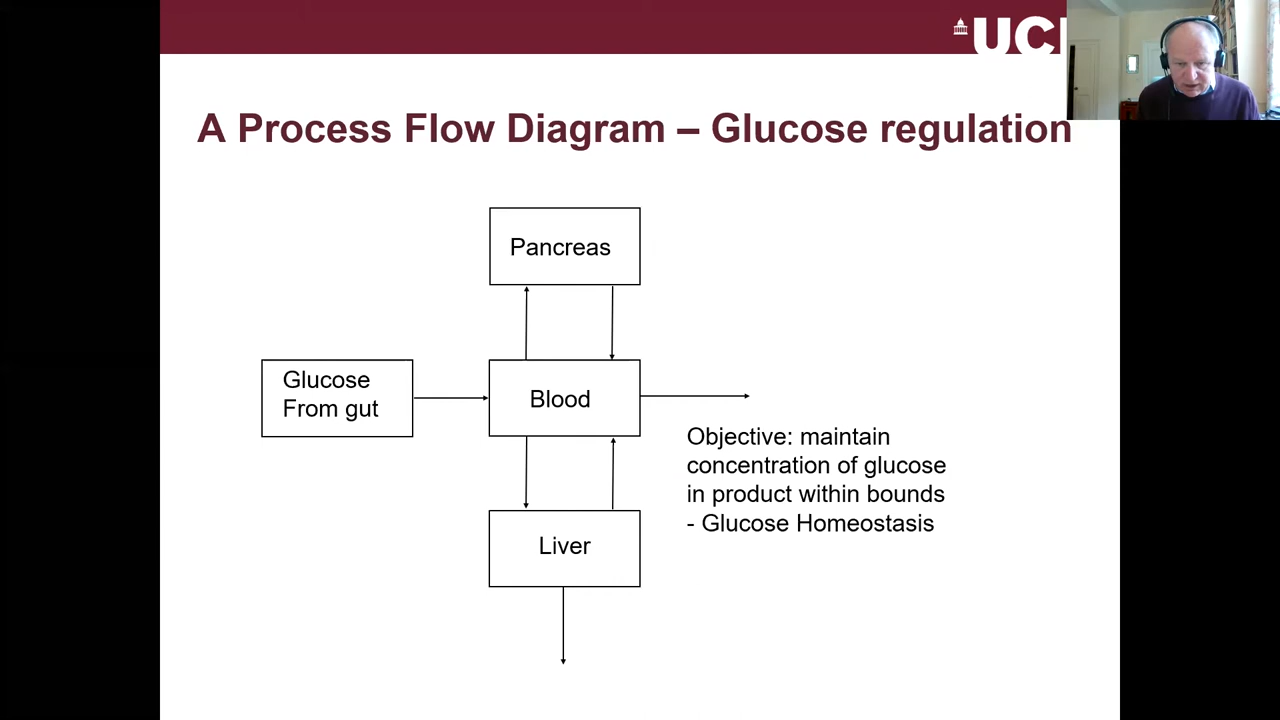 UCL
A Process Flow Diagram – Glucose regulation
Pancreas
Glucose
From gut
Blood
Objective: maintain
concentration of glucose
in product within bounds
- Glucose Homeostasis
Liver